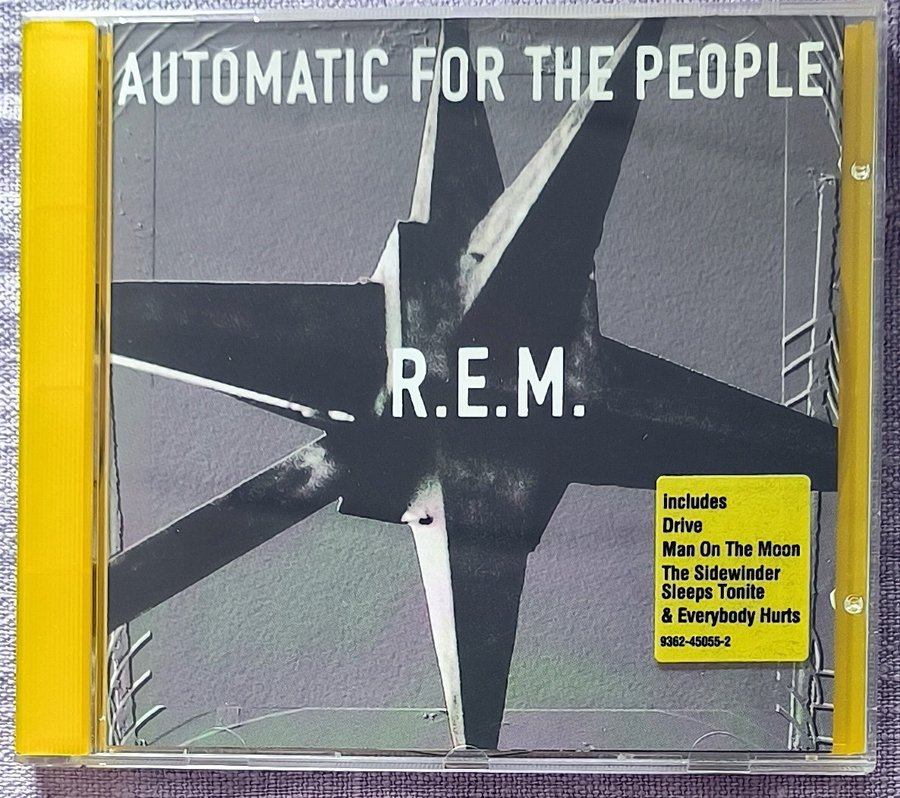 AUTOMATIC FOR THE PEOPLE
R.E.M.
includes
Drive
Man On The Moon
The Sidewinder
Sleeps Tonite
& Everybody Hurts
9362-45055-2